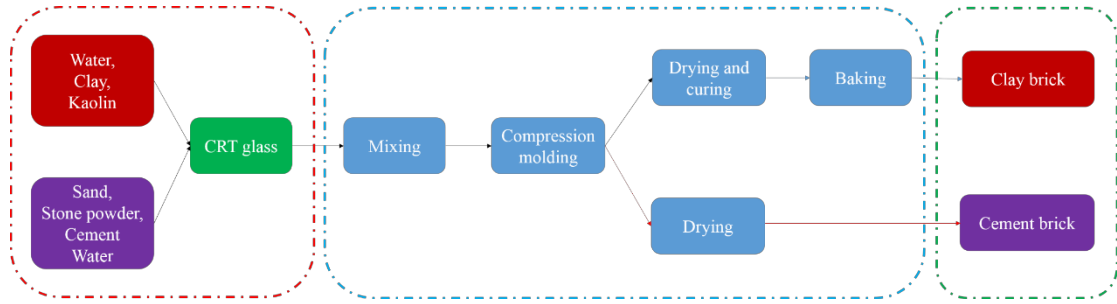 Water,
Clay,
Kaolin
Sand,
Stone powder,
Cement
Water
CRT glass
Mixing
Compression
molding
Drying and
curing
Baking
Drying
Clay brick
Cement brick